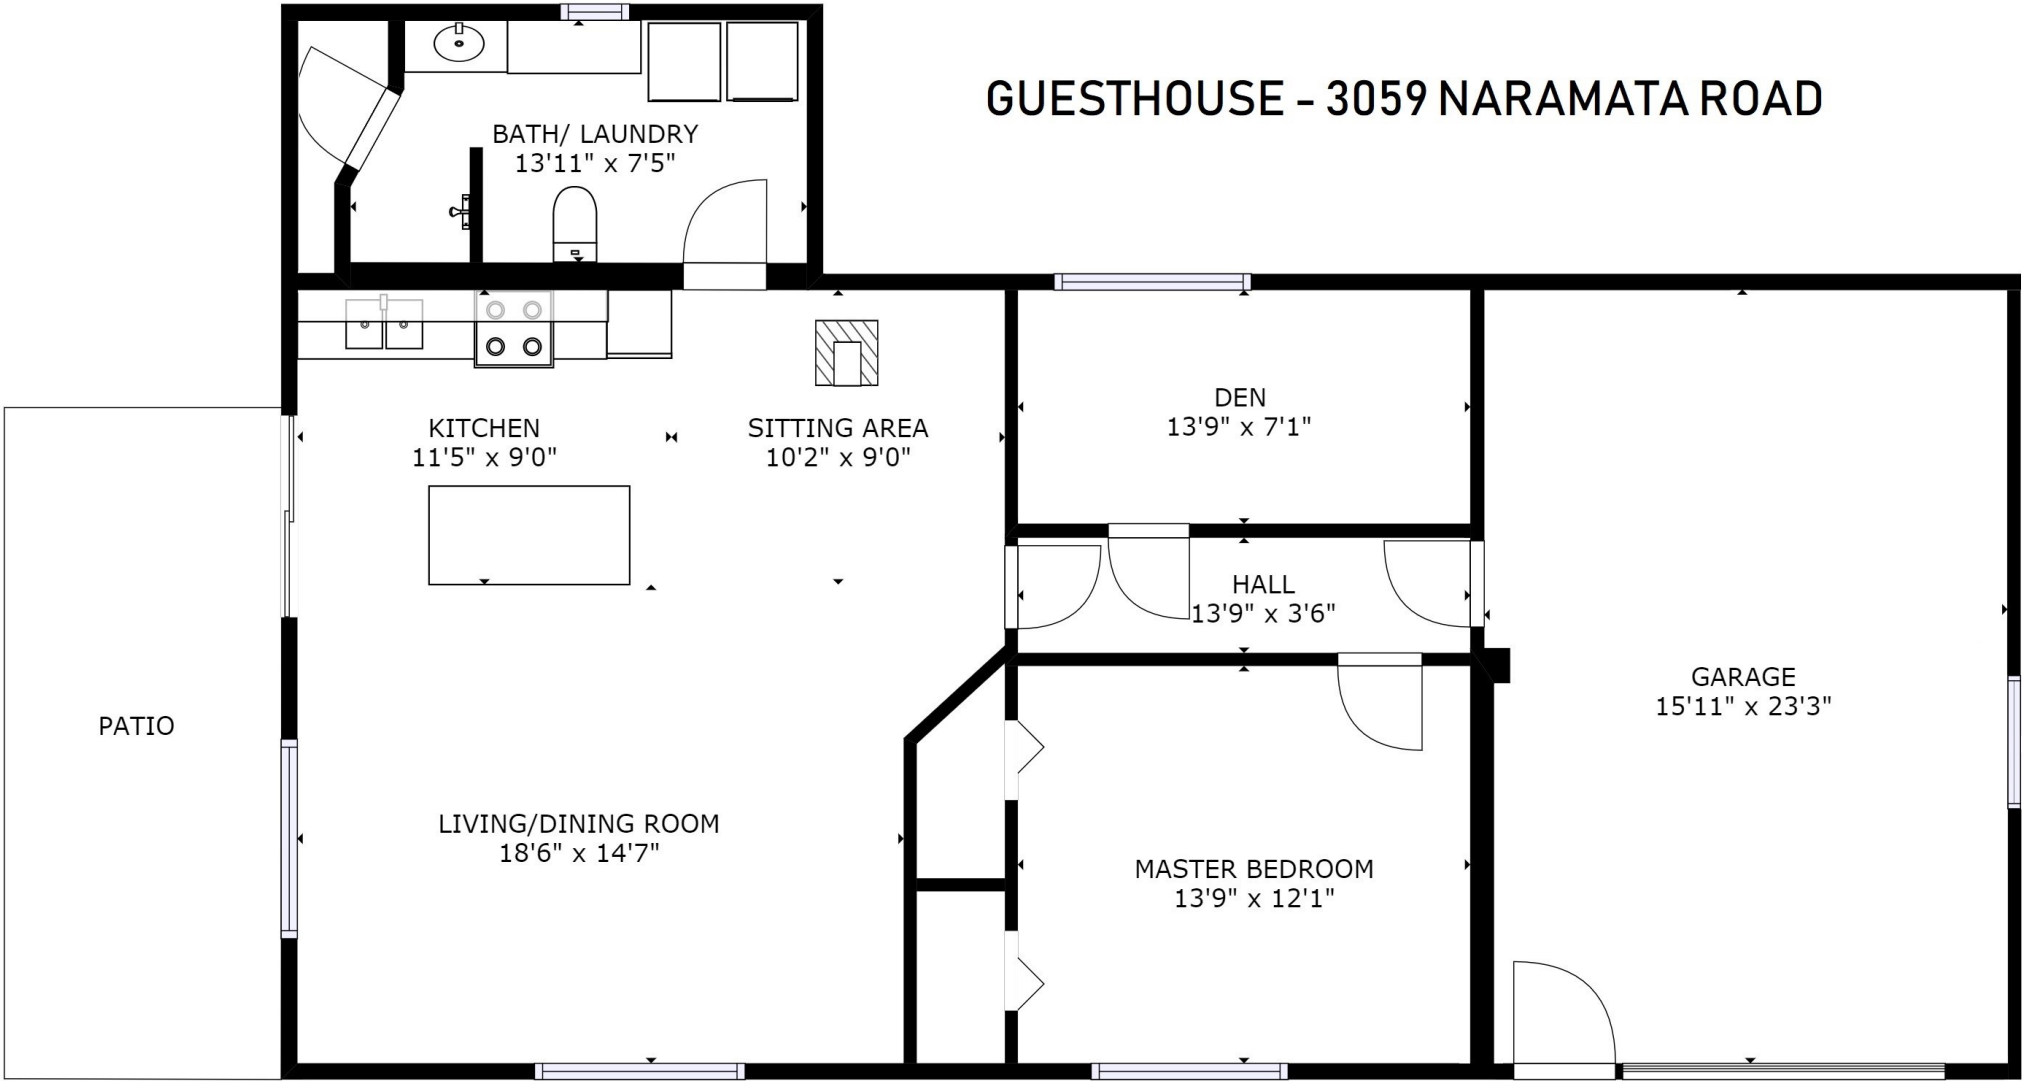 GUESTHOUSE - 3059 NARAMATA ROAD
BATH/ LAUNDRY
13'11" x 7'5"
KITCHEN
11'5" x 9'0"
SITTING AREA
10'2" x 9'0"
DEN
13'9" x 7'1"
HALL
13'9" x 3'6"
GARAGE
15'11" x 23'3"
PATIO
LIVING/DINING ROOM
18'6" x 14'7"
MASTER BEDROOM
13'9" x 12'1"